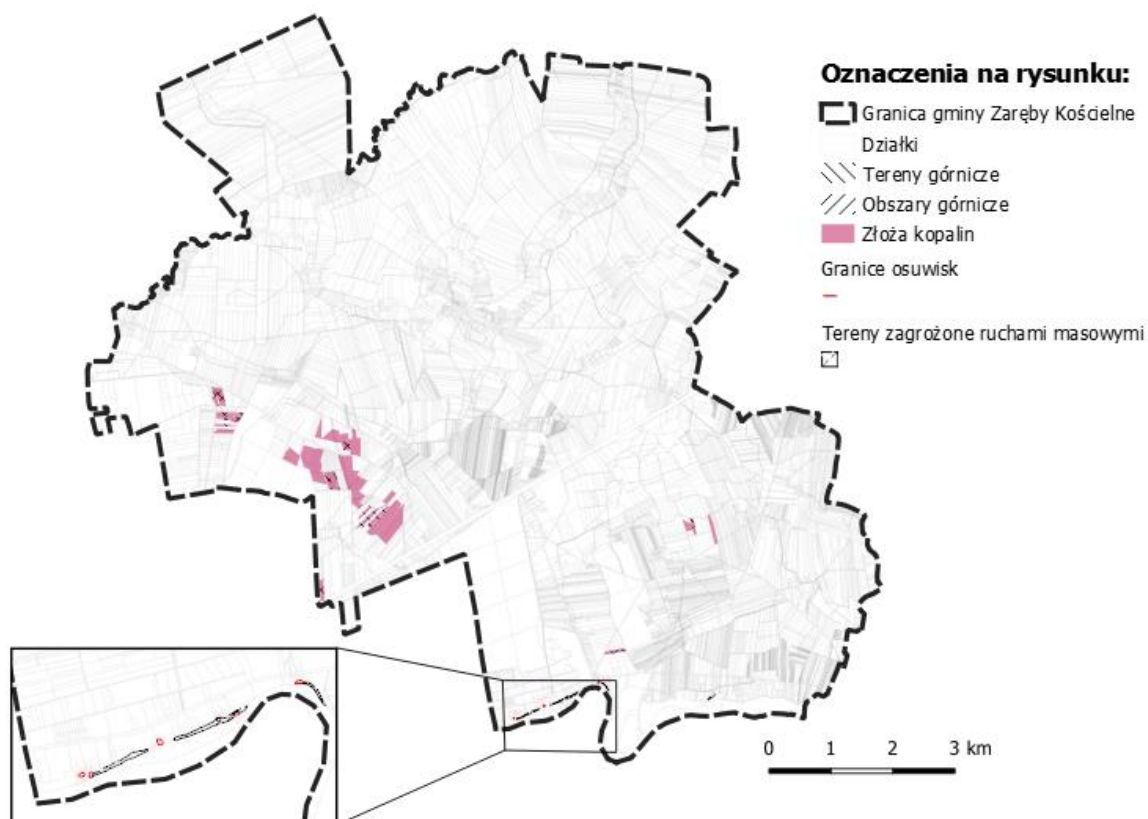 Oznaczenia na rysunku:
Granica gminy Zaręby Kościelne
Działki
Tereny górnicze
Obszary górnicze
Złoża kopalin
Granice osuwisk
Tereny zagrożone ruchami masowymi
0 1 2 3 km